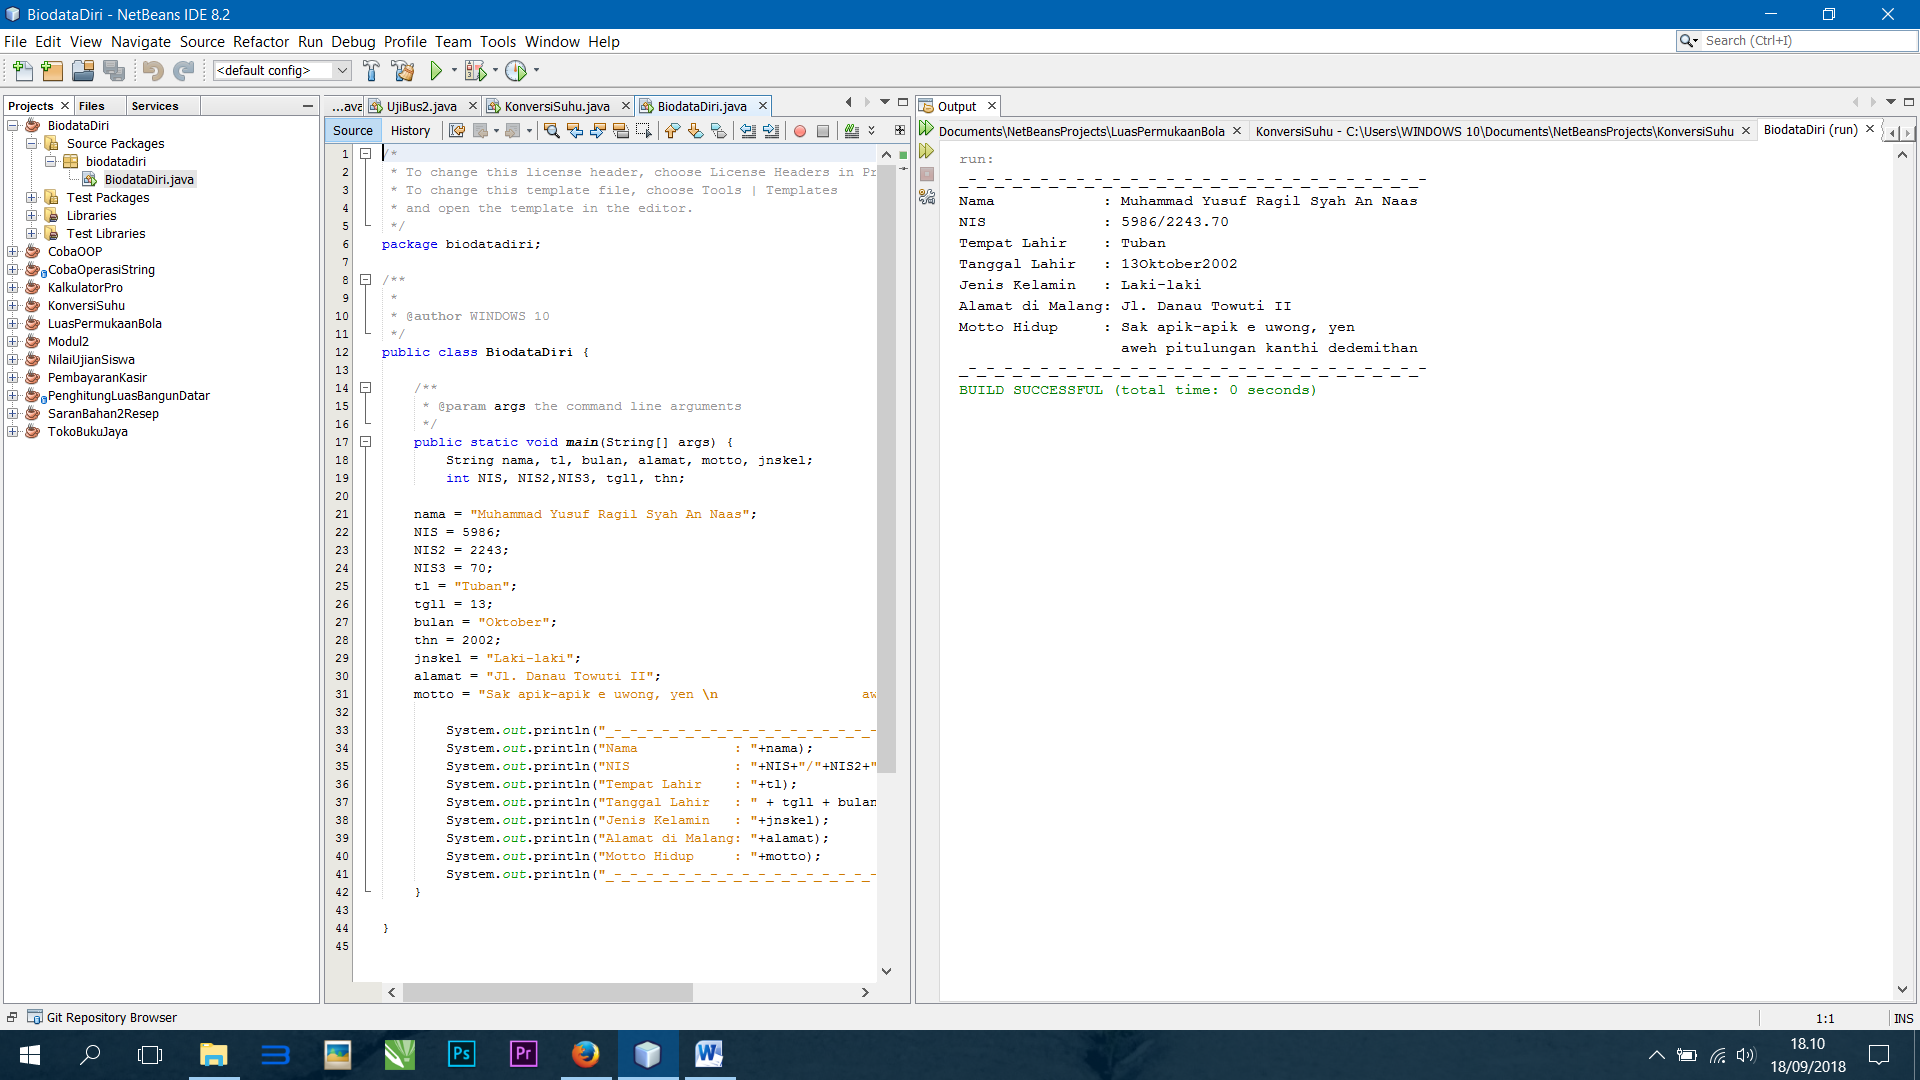 BiodataDiri - NetBeans IDE 8.2
File Edit View Navigate Source Refactor Run Debug Profile Team Tools Window Help
Search (Ctrl+I)
<default config>
Projects Files Services
BiodataDiri
Source Packages
biodatadiri
BiodataDiri.java
Test Packages
Libraries
Test Libraries
CobaOOP
CobaOperasiString
KalkulatorPro
KonversiSuhu
LuasPermukaanBola
Modul2
NilaiUjianSiswa
PembayaranKasir
PenghitungLuasBangunDatar
SaranBahan2Resep
TokoBukuJaya
...ava UjiBus2.java KonversiSuhu.java BiodataDiri.java
Source History
1 /*
2 * To change this license header, choose License Headers in Pr
3 * To change this template file, choose Tools | Templates
4 * and open the template in the editor.
5 */
6 package biodatadiri;
7
8 /**
9 *
10 * @author WINDOWS 10
11 */
12 public class BiodataDiri {
13
14 /**
15 * @param args the command line arguments
16 */
17 public static void main(String[] args) {
18 String nama, tl, bulan, alamat, motto, jnskel;
19 int NIS, NIS2,NIS3, tgll, thn;
20
21 nama = "Muhammad Yusuf Ragil Syah An Naas";
22 NIS = 5986;
23 NIS2 = 2243;
24 NIS3 = 70;
25 tl = "Tuban";
26 tgll = 13;
27 bulan = "Oktober";
28 thn = 2002;
29 jnskel = "Laki-laki";
30 alamat = "Jl. Danau Towuti II";
31 motto = "Sak apik-apik e uwong, yen \n                  aw
32
33 System.out.println("_-_-_-_-_-_-_-_-_-_-_-_-_-_-_-_-_-
34 System.out.println("Nama            : "+nama);
35 System.out.println("NIS             : "+NIS+"/"+NIS2+"
36 System.out.println("Tempat Lahir    : "+tl);
37 System.out.println("Tanggal Lahir   : " + tgll + bulan
38 System.out.println("Jenis Kelamin   : "+jnskel);
39 System.out.println("Alamat di Malang: "+alamat);
40 System.out.println("Motto Hidup     : "+motto);
41 System.out.println("_-_-_-_-_-_-_-_-_-_-_-_-_-_-_-_-_-
42 }
43
44 }
45
Output
Documents\NetBeansProjects\LuasPermukaanBola KonversiSuhu - C:\Users\WINDOWS 10\Documents\NetBeansProjects\KonversiSuhu BiodataDiri (run)
run:
_-_-_-_-_-_-_-_-_-_-_-_-_-_-_-_-_-_-_-_-_-_-_-_-_-_-
Nama            : Muhammad Yusuf Ragil Syah An Naas
NIS             : 5986/2243.70
Tempat Lahir    : Tuban
Tanggal Lahir   : 13Oktober2002
Jenis Kelamin   : Laki-laki
Alamat di Malang: Jl. Danau Towuti II
Motto Hidup     : Sak apik-apik e uwong, yen
                  aweh pitulungan kanthi dedemithan
_-_-_-_-_-_-_-_-_-_-_-_-_-_-_-_-_-_-_-_-_-_-_-_-_-_-
BUILD SUCCESSFUL (total time: 0 seconds)
Git Repository Browser
1:1 INS
Ps Pr
18.10
18/09/2018